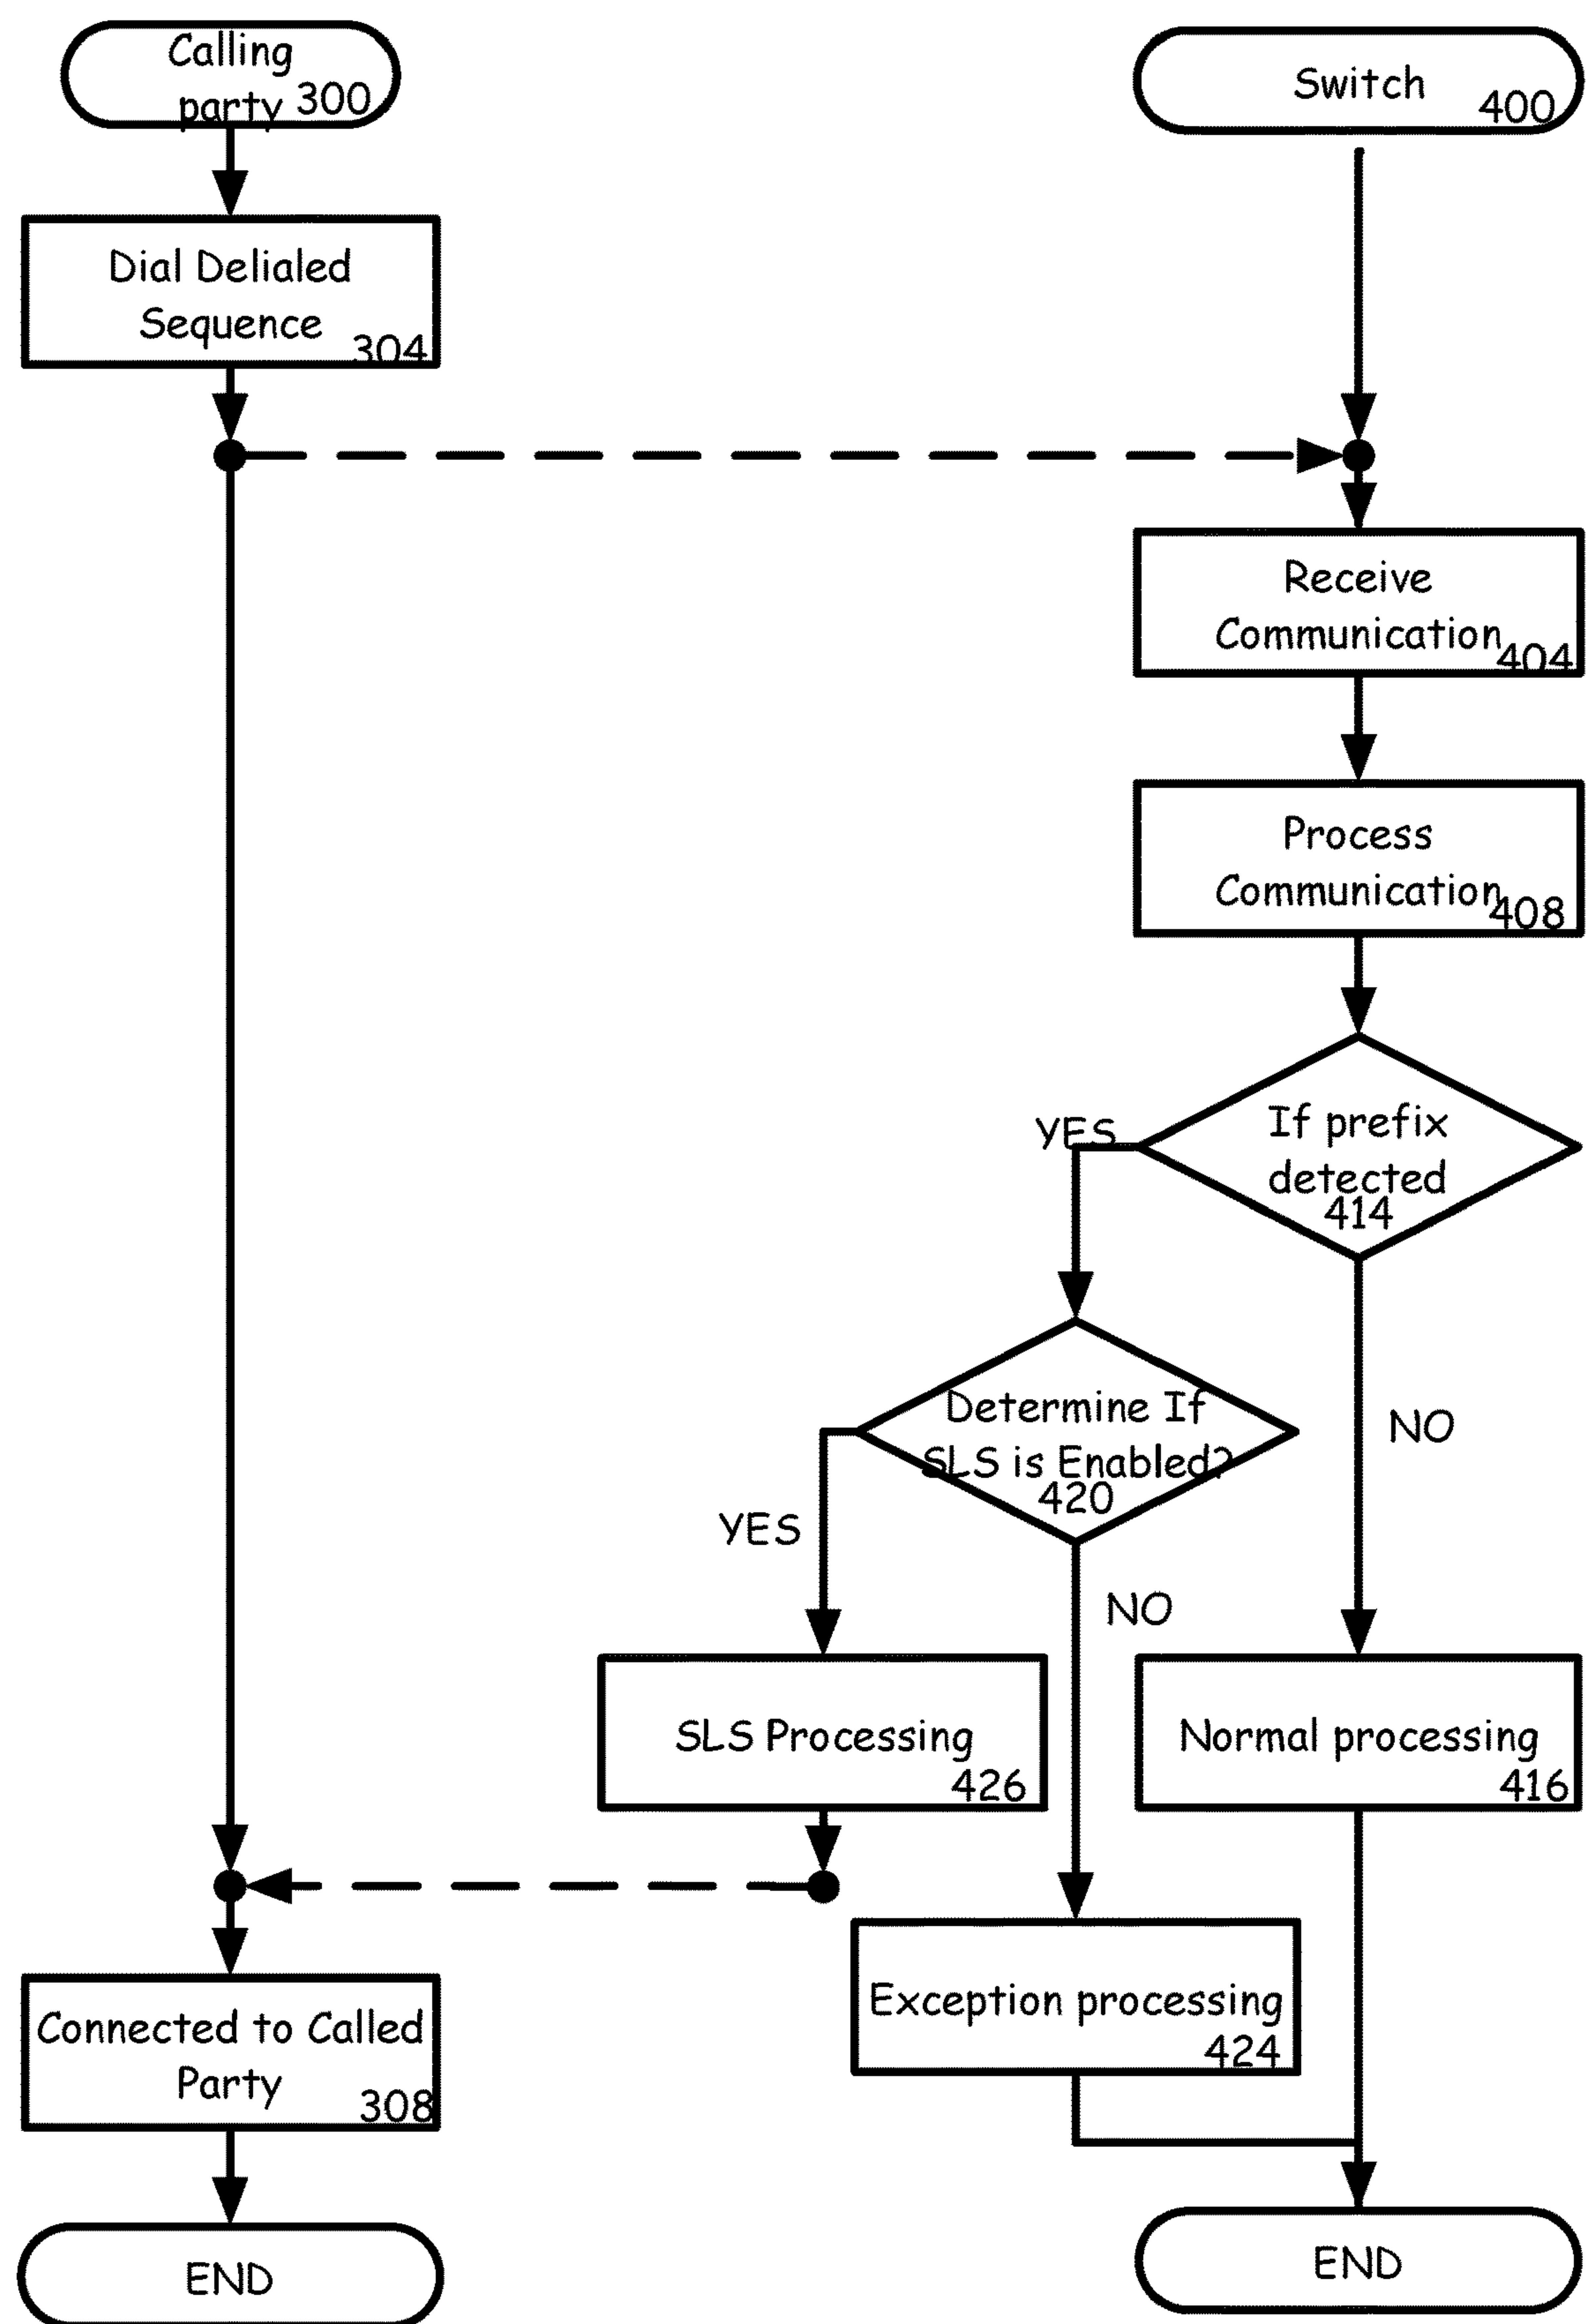 Calling
party 300
Switch
400
Dial Delialed
Sequence
304
Receive
Communication
404
Process
Communication
408
If prefix
detected
414
YES
NO
Determine If
SLS is Enabled?
420
YES
NO
SLS Processing
426
Normal processing
416
Exception processing
424
Connected to Called
Party
308
END
END